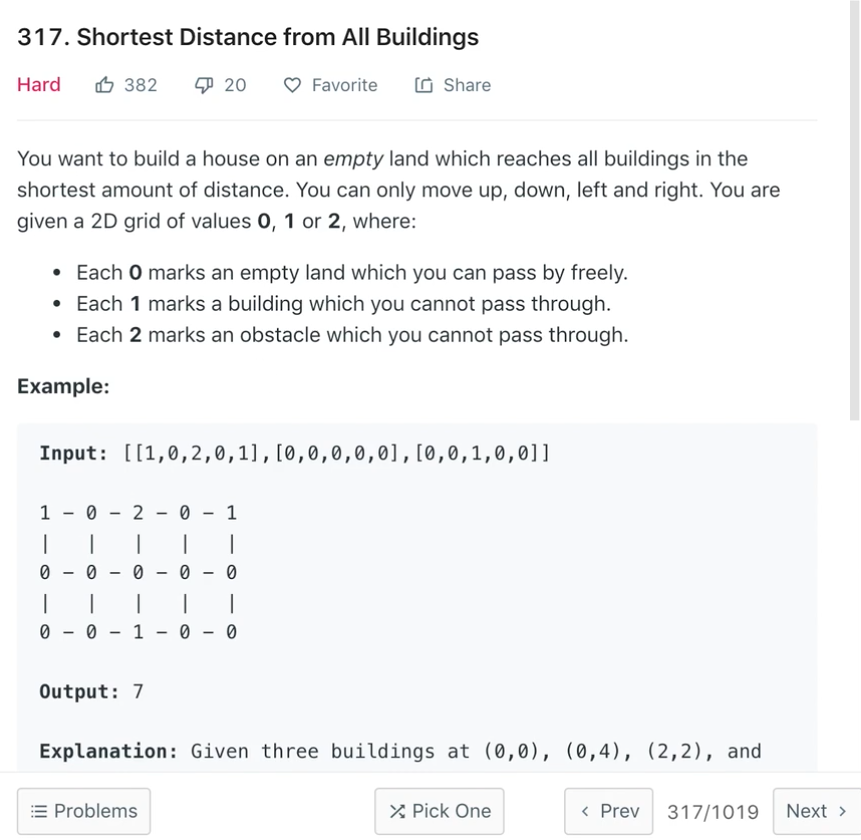 317. Shortest Distance from All Buildings
Hard 382 20 Favorite Share
You want to build a house on an empty land which reaches all buildings in the
shortest amount of distance. You can only move up, down, left and right. You are
given a 2D grid of values 0, 1 or 2, where:
• Each 0 marks an empty land which you can pass by freely.
• Each 1 marks a building which you cannot pass through.
• Each 2 marks an obstacle which you cannot pass through.
Example:
Input: [[1,0,2,0,1],[0,0,0,0,0],[0,0,1,0,0]]
1 - 0 - 2 - 0 - 1
|   |   |   |   |
0 - 0 - 0 - 0 - 0
|   |   |   |   |
0 - 0 - 1 - 0 - 0
Output: 7
Explanation: Given three buildings at (0,0), (0,4), (2,2), and
Problems Pick One < Prev 317/1019 Next >